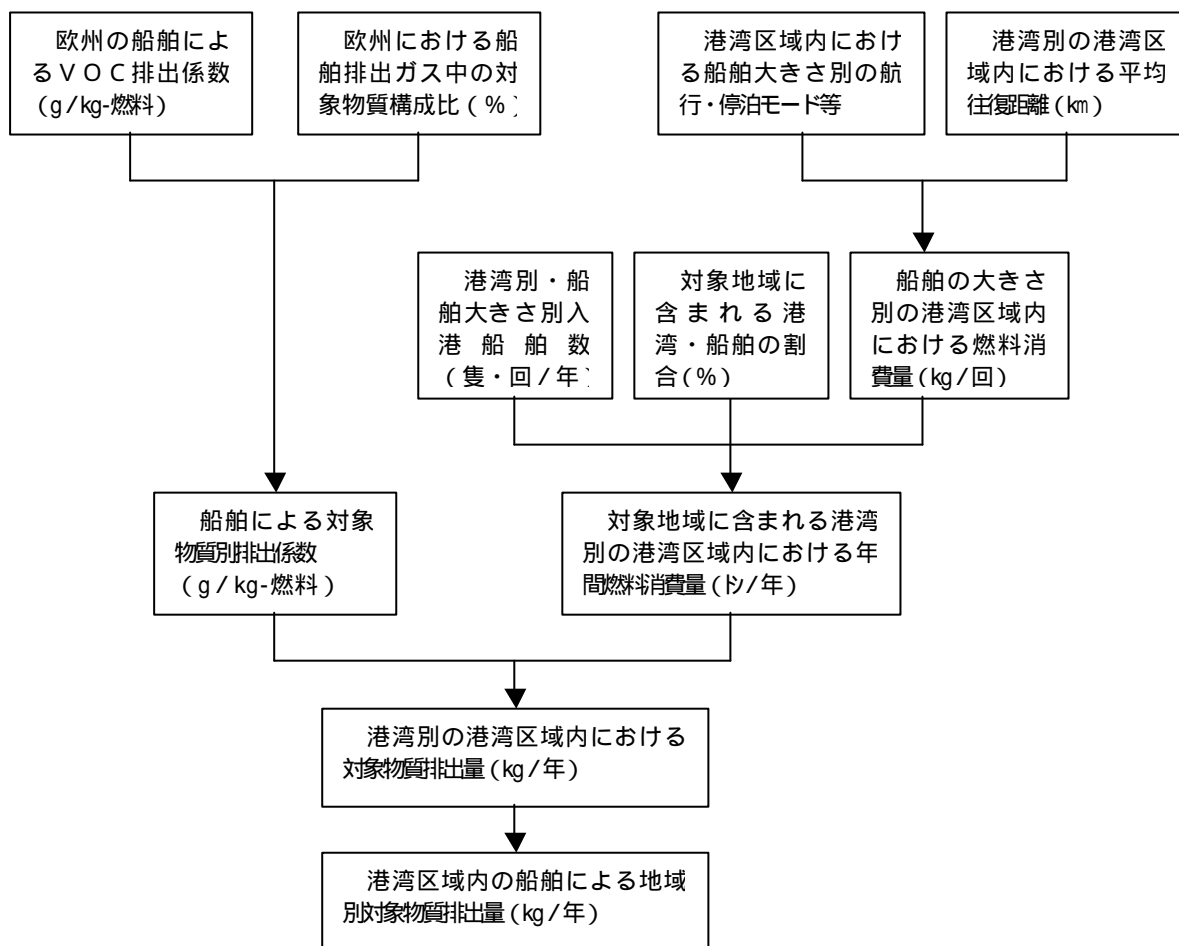 欧州の船舶によ
るＶＯＣ排出係数
(g/kg-燃料)
欧州における船
舶排出ガス中の対
象物質構成比(%)
港湾区域内におけ
る船舶大きさ別の航
行・停泊モード等
港湾別の港湾区
域内における平均
往復距離(km)
港湾別・船
舶大きさ別入
港船舶数
(隻・回/年)
対象地域に
含まれる港
湾・船舶の割
合(%)
船舶の大きさ
別の港湾区域内
における燃料消
費量(kg/回)
船舶による対象
物質別排出係数
(g/kg-燃料)
対象地域に含まれる港湾
別の港湾区域内における年
間燃料消費量(㌧/年)
港湾別の港湾区域内における
対象物質排出量(kg/年)
港湾区域内の船舶による地域
別対象物質排出量(kg/年)